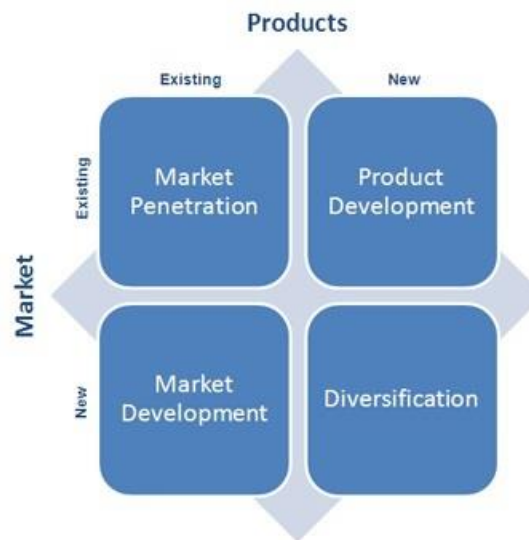 Products
Existing
New
Market
Existing
Market
Penetration
Product
Development
New
Market
Development
Diversification